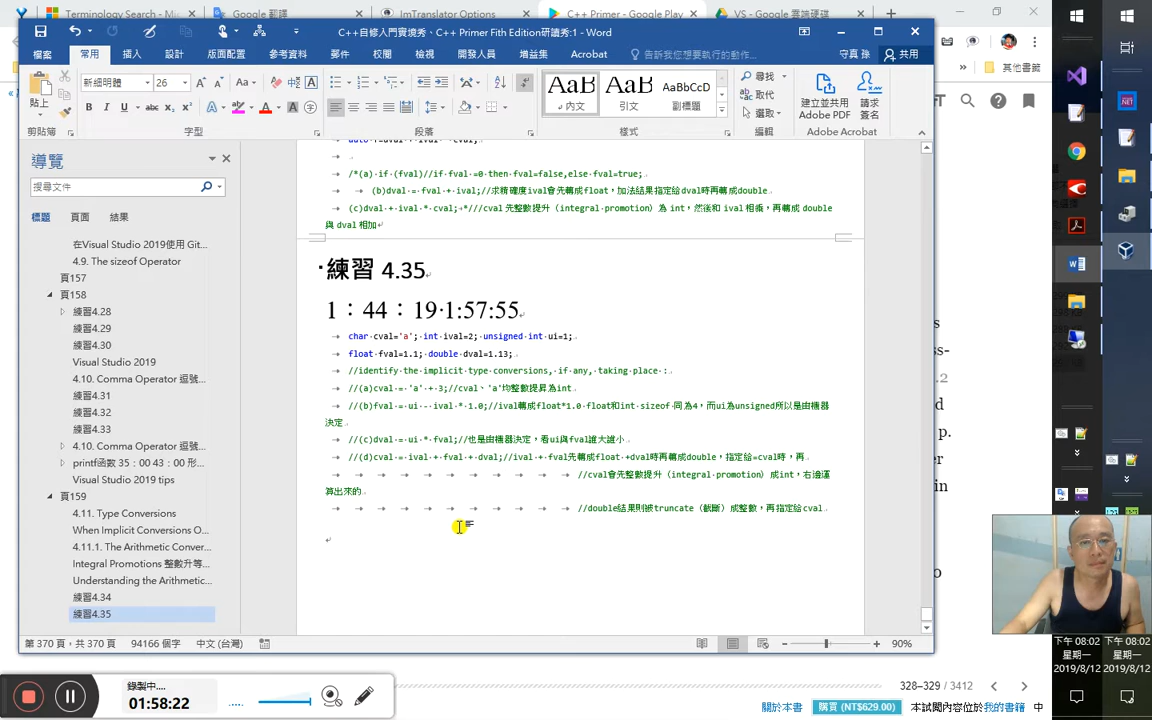 Terminology Search - Mi...
Google 翻譯
ImTranslator Options
C++ Primer - Google Play
VS - Google 雲端硬碟
C++自修入門實境秀、C++ Primer Fith Edition研讀秀:1 - Word
檔案
常用
插入
設計
版面配置
參考資料
郵件
校閱
檢視
開發人員
增益集
Acrobat
告訴我您想要執行的動作...
守真 孫
共用
其他書籤
貼上
新細明體
26
內文
引文
副標題
AaB
AaB
AaBbCcD
尋找
取代
選取
建立並共用
Adobe PDF
請求
簽名
剪貼簿
字型
段落
樣式
編輯
Adobe Acrobat
導覽
搜尋文件
標題
頁面
結果
在Visual Studio 2019使用 Git...
4.9. The sizeof Operator
頁157
頁158
練習4.28
練習4.29
練習4.30
Visual Studio 2019
4.10. Comma Operator 逗號...
練習4.31
練習4.32
練習4.33
4.10. Comma Operator 逗號...
printf函數 35：00 43：00 形...
Visual Studio 2019 tips
頁159
4.11. Type Conversions
When Implicit Conversions O...
4.11.1. The Arithmetic Conver...
Integral Promotions 整數升等...
Understanding the Arithmetic...
練習4.34
練習4.35
/*(a) if (fval)//if fval =0 then fval=false,else fval=true;
(b)dval = fval + ival;//求精確度ival會先轉成float，加法結果指定給dval時再轉成double
(c)dval + ival * cval; *///cval 先整數提升（integral promotion）為 int，然後和 ival 相乘，再轉成 double
與 dval 相加
練習 4.35
1：44：19 1:57:55
char cval='a'; int ival=2; unsigned int ui=1;
float fval=1.1; double dval=1.13;
//identify the implicit type conversions, if any, taking place :
//(a)cval = 'a' + 3;//cval、'a'均整數提昇為int
//(b)fval = ui - ival * 1.0;//ival轉成float*1.0 float和int sizeof 同為4，而ui為unsigned所以是由機器
決定
//(c)dval = ui * fval;//也是由機器決定，看ui與fval誰大誰小
//(d)cval = ival + fval + dval;//ival + fval先轉成float +dval時再轉成double，指定給=cval時，再
//cval會先整數提升（integral promotion）成int，右邊運
算出來的
//double結果則被truncate（截斷）成整數，再指定給cval
第 370 頁，共 370 頁
94166 個字
中文 (台灣)
90%
錄製中....
01:58:22
328–329 / 3412
關於本書
購買 (NT$629.00)
本試閱內容位於我的書籍
中
下午 08:02
星期一
2019/8/12
下午 08:02
星期一
2019/8/12